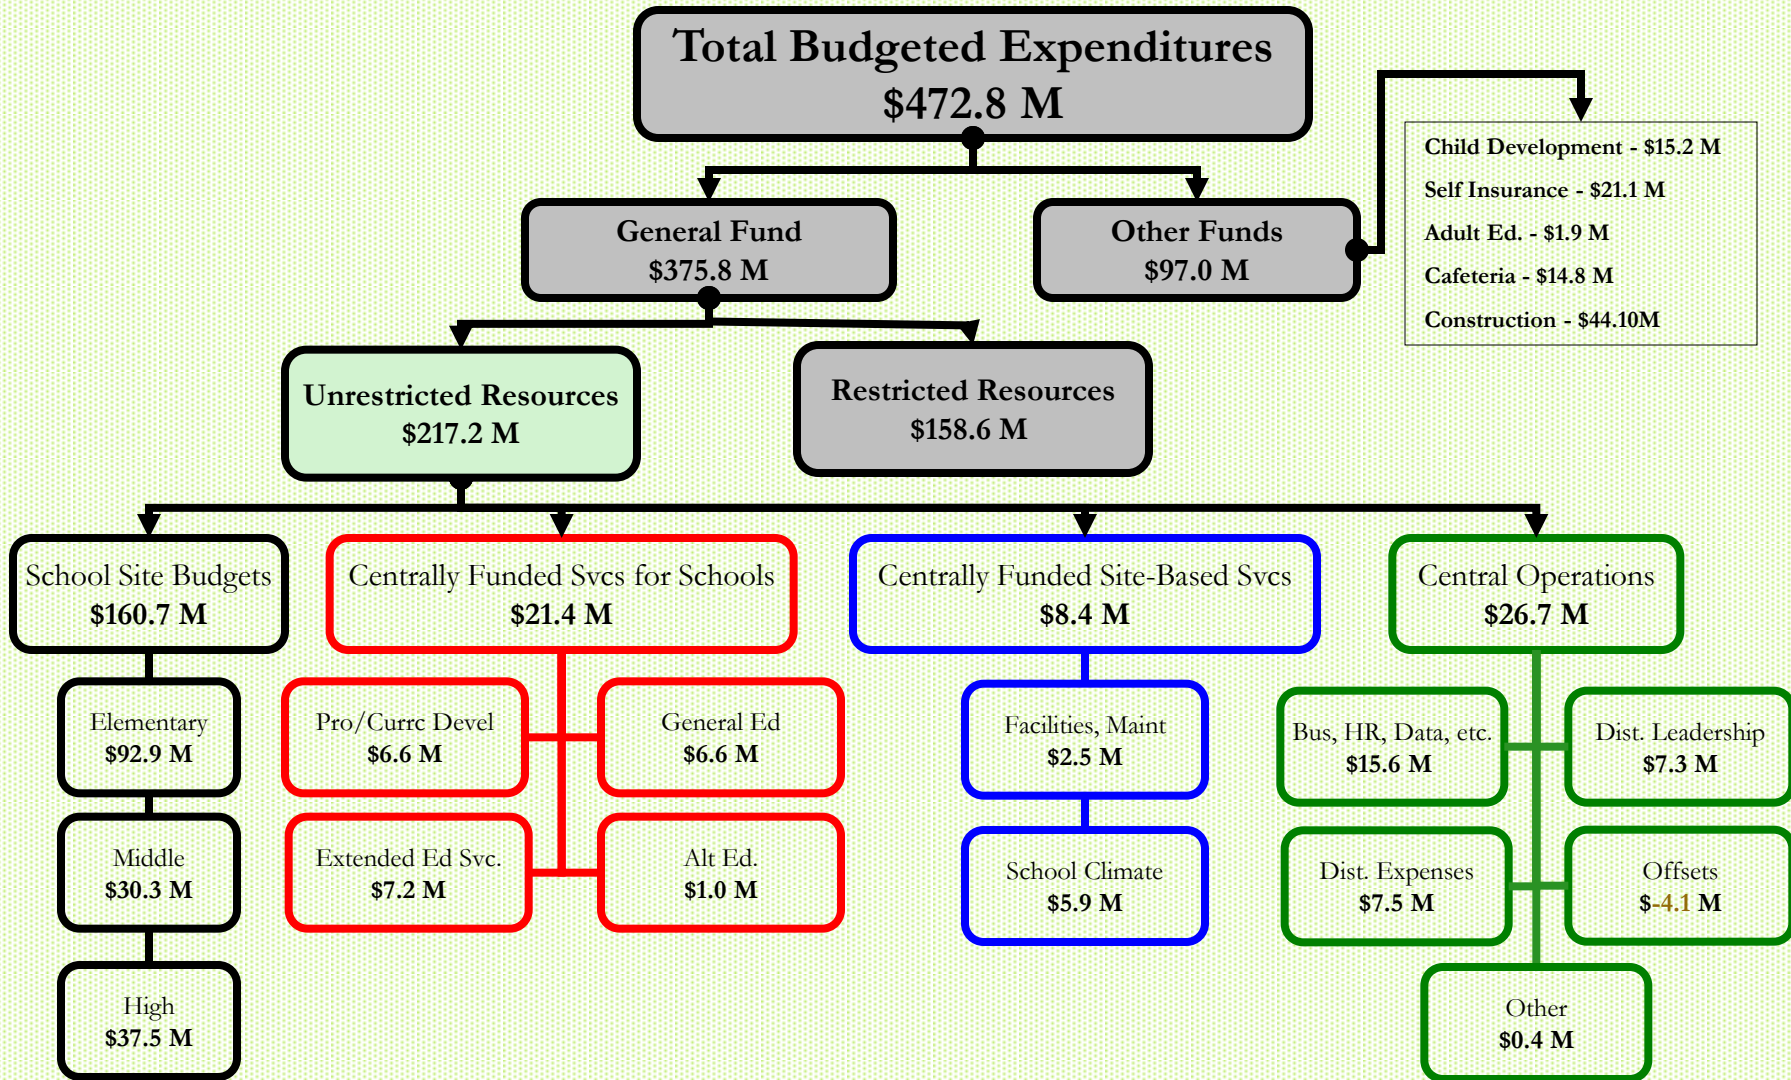 Total Budgeted Expenditures
$472.8 M
Child Development - $15.2 M
Self Insurance - $21.1 M
Adult Ed. - $1.9 M
Cafeteria - $14.8 M
Construction - $44.10M
General Fund
$375.8 M
Other Funds
$97.0 M
Unrestricted Resources
$217.2 M
Restricted Resources
$158.6 M
School Site Budgets
$160.7 M
Centrally Funded Svcs for Schools
$21.4 M
Centrally Funded Site-Based Svcs
$8.4 M
Central Operations
$26.7 M
Elementary
$92.9 M
Middle
$30.3 M
High
$37.5 M
Pro/Currc Devel
$6.6 M
General Ed
$6.6 M
Extended Ed Svc.
$7.2 M
Alt Ed.
$1.0 M
Facilities, Maint
$2.5 M
School Climate
$5.9 M
Bus, HR, Data, etc.
$15.6 M
Dist. Leadership
$7.3 M
Dist. Expenses
$7.5 M
Offsets
$-4.1 M
Other
$0.4 M